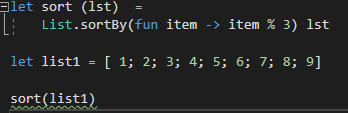 let sort (lst)  =
    List.sortBy(fun item -> item % 3) lst
let list1 = [ 1; 2; 3; 4; 5; 6; 7; 8; 9]
sort(list1)